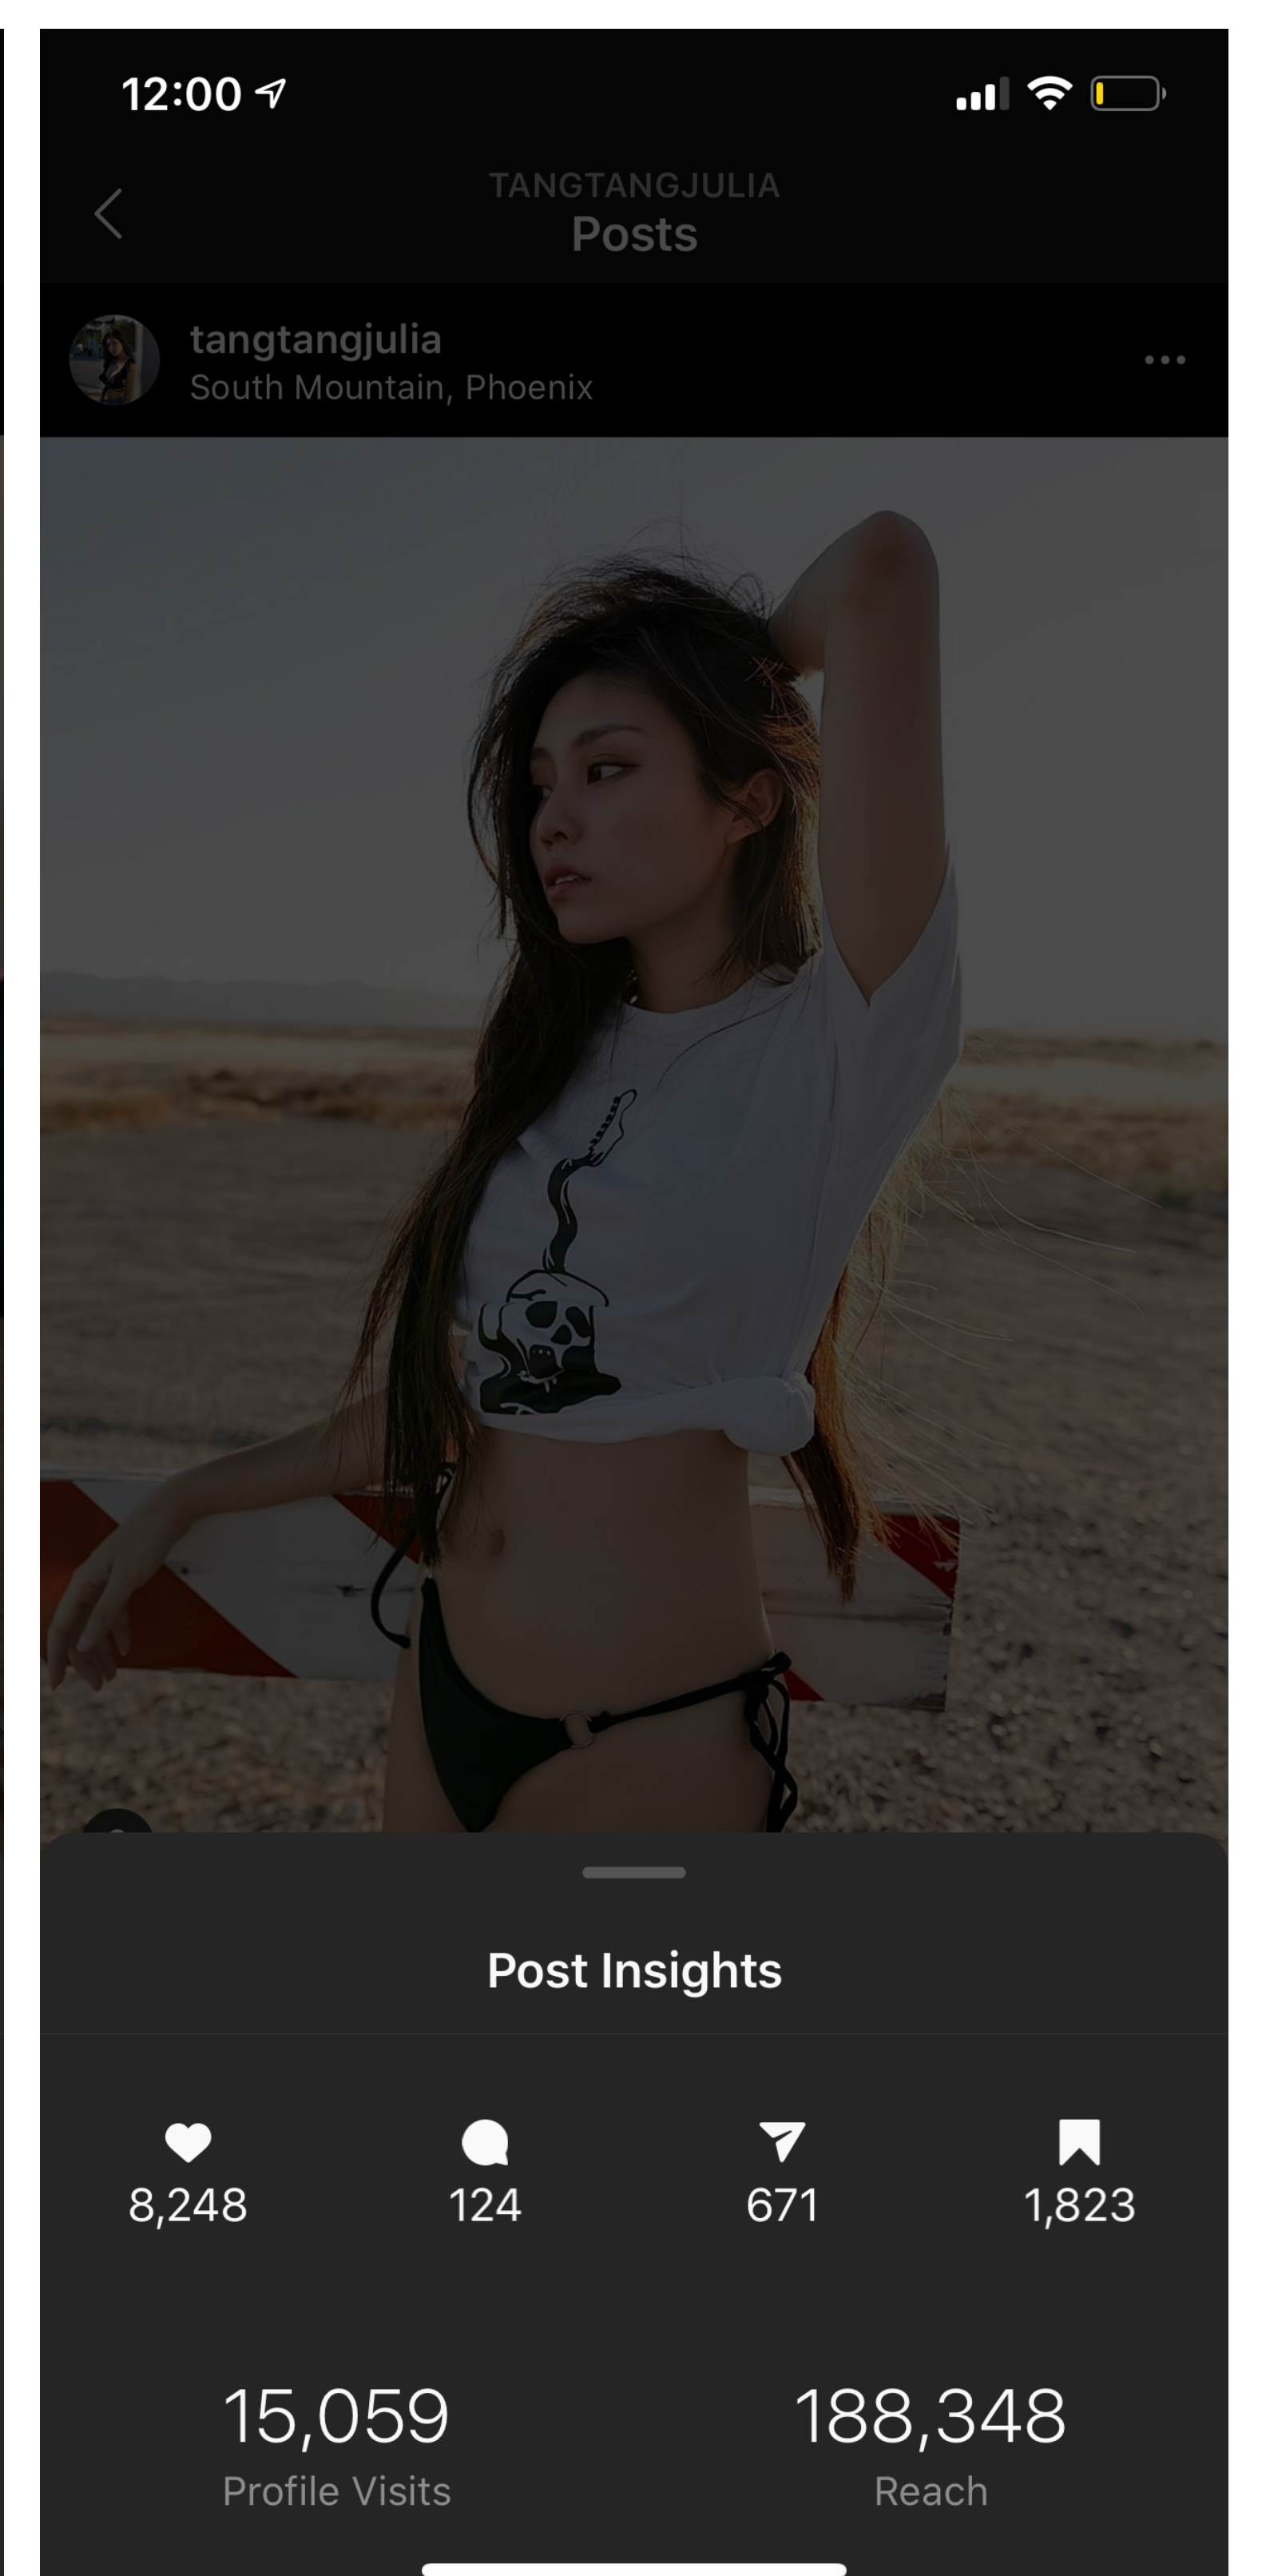 12:00
TANGTANGJULIA
Posts
tangtangjulia
South Mountain, Phoenix
Post Insights
8,248 124 671 1,823
15,059 188,348
Profile Visits Reach